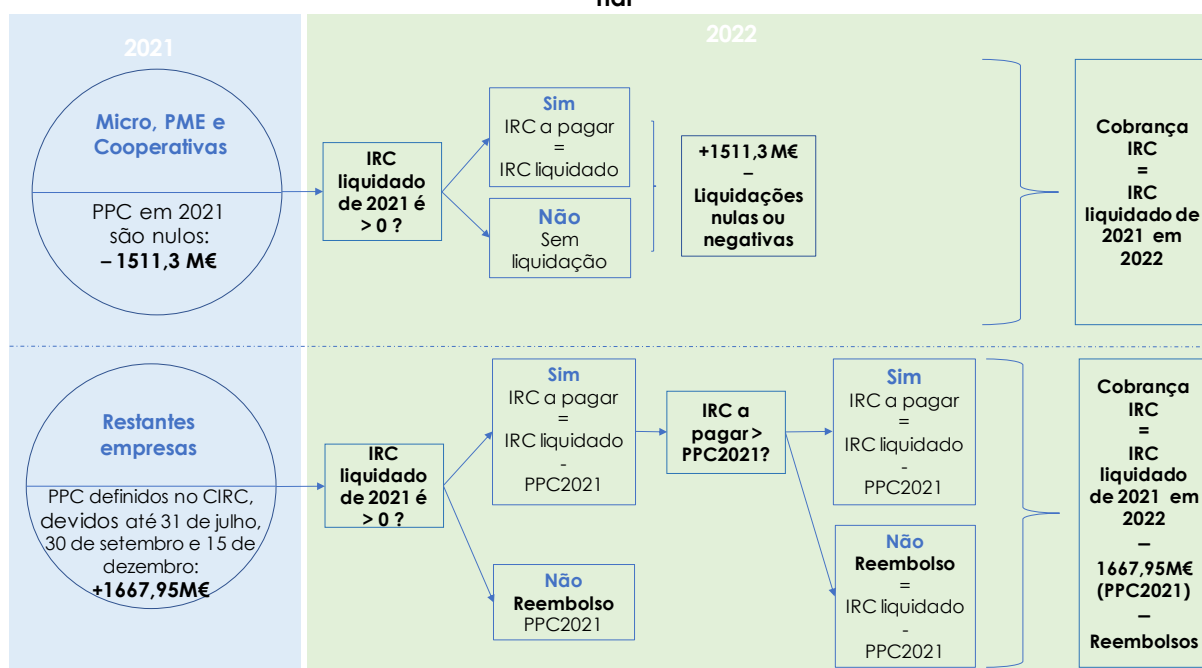 2021
2022
Micro, PME e
Cooperativas
PPC em 2021
são nulos:
– 1511,3 M€
IRC
liquidado
de 2021 é
> 0 ?
Sim
IRC a pagar
=
IRC liquidado
Não
Sem
liquidação
+1511,3 M€
–
Liquidações
nulas ou
negativas
Cobrança
IRC
=
IRC
liquidado de
2021 em
2022
Restantes
empresas
PPC definidos no CIRC,
devidos até 31 de julho,
30 de setembro e 15 de
dezembro:
+1667,95M€
IRC
liquidado
de 2021 é
> 0 ?
Sim
IRC a pagar
=
IRC liquidado
-
PPC2021
Não
Reembolso
PPC2021
IRC a
pagar >
PPC2021?
Sim
IRC a pagar
=
IRC liquidado
-
PPC2021
Não
Reembolso
=
IRC liquidado
-
PPC2021
Cobrança
IRC
=
IRC
liquidado
de 2021 em
2022
–
1667,95M€
(PPC2021)
–
Reembolsos